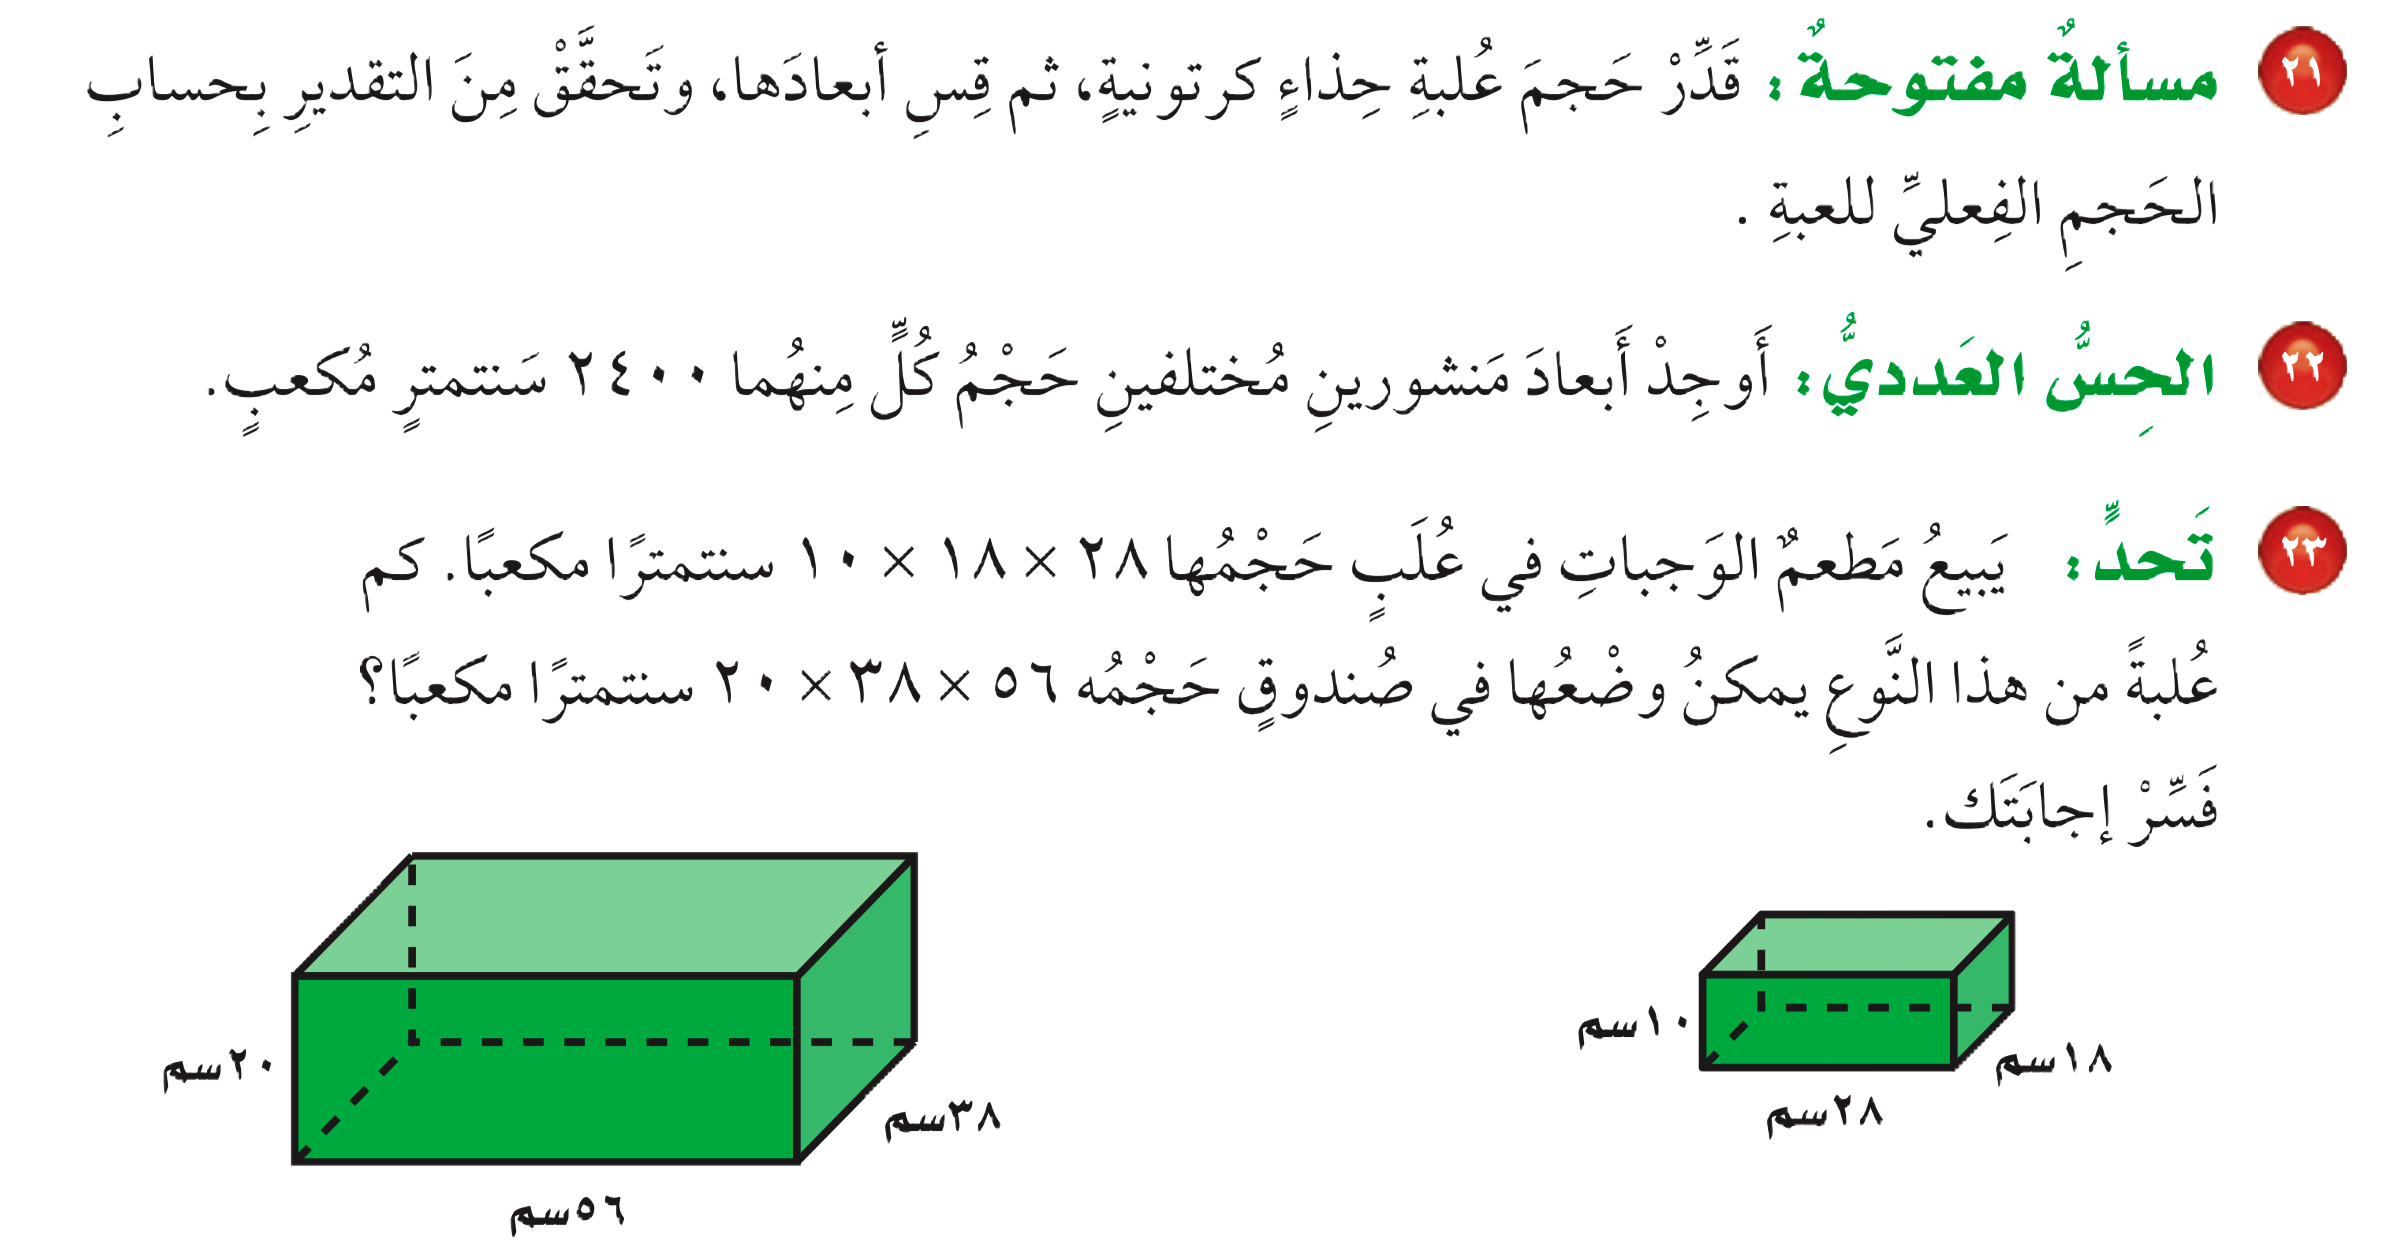 ٢١ مسألةٌ مفتوحةٌ: قَدِّرْ حَجمَ عُلبةِ حِذاءٍ كرتونيةٍ، ثم قِسِ أبعادَها، وتَحقَّقْ مِنَ التقديرِ بِحسابِ
الحَجمِ الفِعليِّ للعبةِ .
٢٢ الحِسُّ العَدديُّ: أَوجِدْ أَبعادَ مَنشورينِ مُختلفينِ حَجْمُ كُلٍّ مِنهُما ٢٤٠٠ سَنتمترٍ مُكعبٍ.
٢٣ تَحدٍّ: يَبيعُ مَطعمٌ الوَجباتِ في عُلَبٍ حَجْمُها ٢٨ × ١٨ × ١٠ سنتمترًا مكعبًا. كم
عُلبةً من هذا النَّوعِ يمكنُ وضْعُها في صُندوقٍ حَجْمُه ٥٦ × ٣٨ × ٢٠ سنتمترًا مكعبًا؟
فَسِّرْ إجابَتَك.
١٠سم
١٨سم
٢٨سم
٢٠سم
٣٨سم
٥٦سم